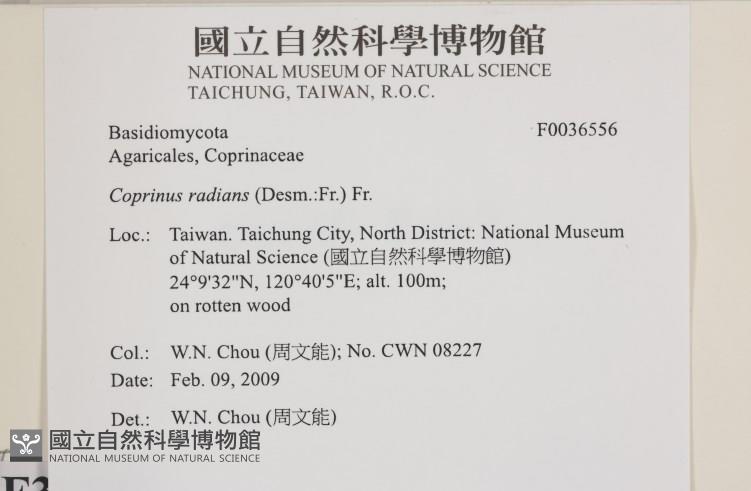 國立自然科學博物館
NATIONAL MUSEUM OF NATURAL SCIENCE
TAICHUNG, TAIWAN, R.O.C.
Basidiomycota F0036556
Agaricales, Coprinaceae
Coprinus radians (Desm.:Fr.) Fr.
Loc.: Taiwan. Taichung City, North District: National Museum
of Natural Science (國立自然科學博物館)
24°9'32"N, 120°40'5"E; alt. 100m;
on rotten wood
Col.: W.N. Chou (周文能); No. CWN 08227
Date: Feb. 09, 2009
Det.: W.N. Chou (周文能)
國立自然科學博物館
NATIONAL MUSEUM OF NATURAL SCIENCE